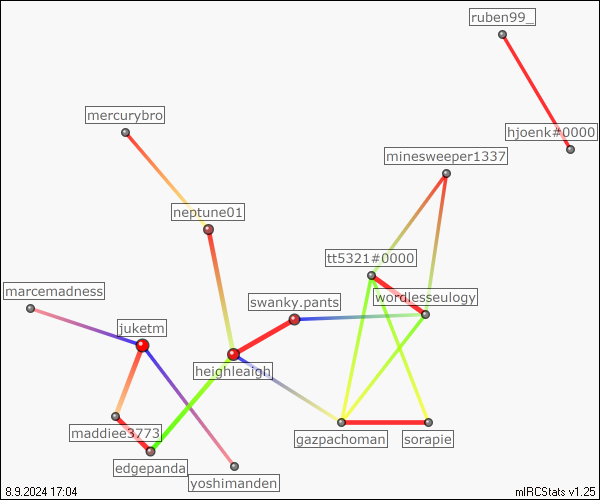 ruben99_
mercurybro
hjoenk#0000
minesweeper1337
neptune01
tt5321#0000
marcemadness
swanky.pants
wordlesseulogy
juketm
heighleaigh
maddiee3773
gazpachoman
sorapie
edgepanda
yoshimanden
8.9.2024 17:04
mIRCStats v1.25